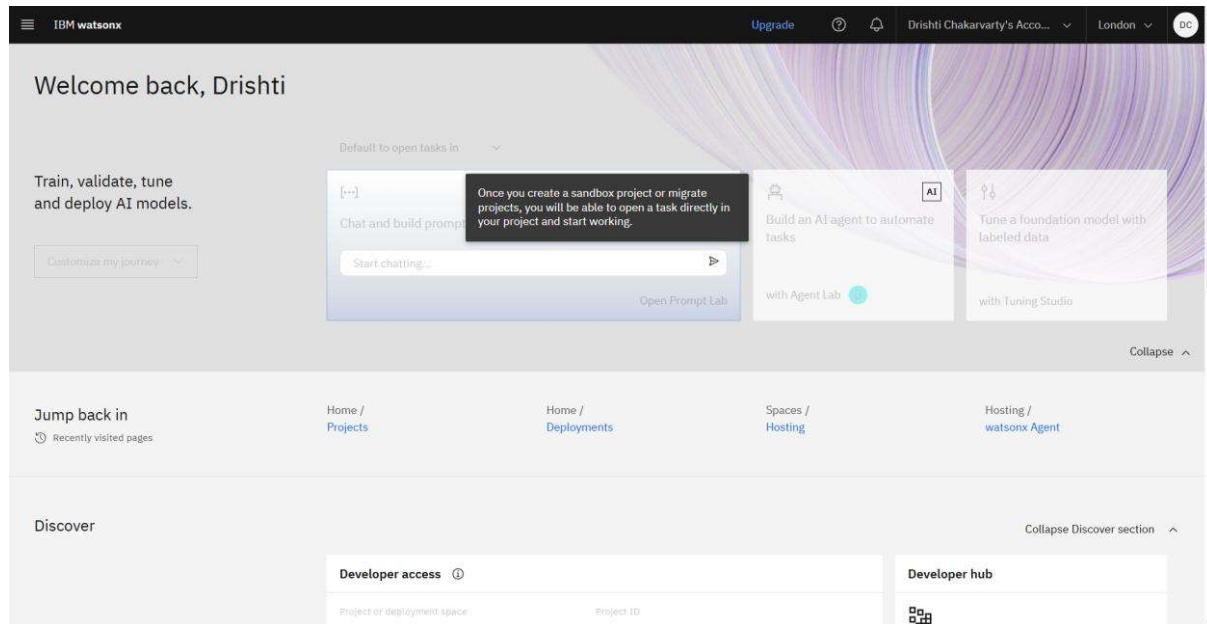 IBM watsonx
Upgrade
Drishti Chakarvarty's Acco...
London
DC
Welcome back, Drishti
Default to open tasks in
Train, validate, tune
and deploy AI models.
Customize my journey
Chat and build prompt
Once you create a sandbox project or migrate
projects, you will be able to open a task directly in
your project and start working.
Start chatting...
Open Prompt Lab
AI
Build an AI agent to automate
tasks
with Agent Lab
Tune a foundation model with
labeled data
with Tuning Studio
Collapse
Jump back in
Recently visited pages
Home /
Projects
Home /
Deployments
Spaces /
Hosting
Hosting /
watsonx Agent
Discover
Collapse Discover section
Developer access
Project or deployment space
Project ID
Developer hub